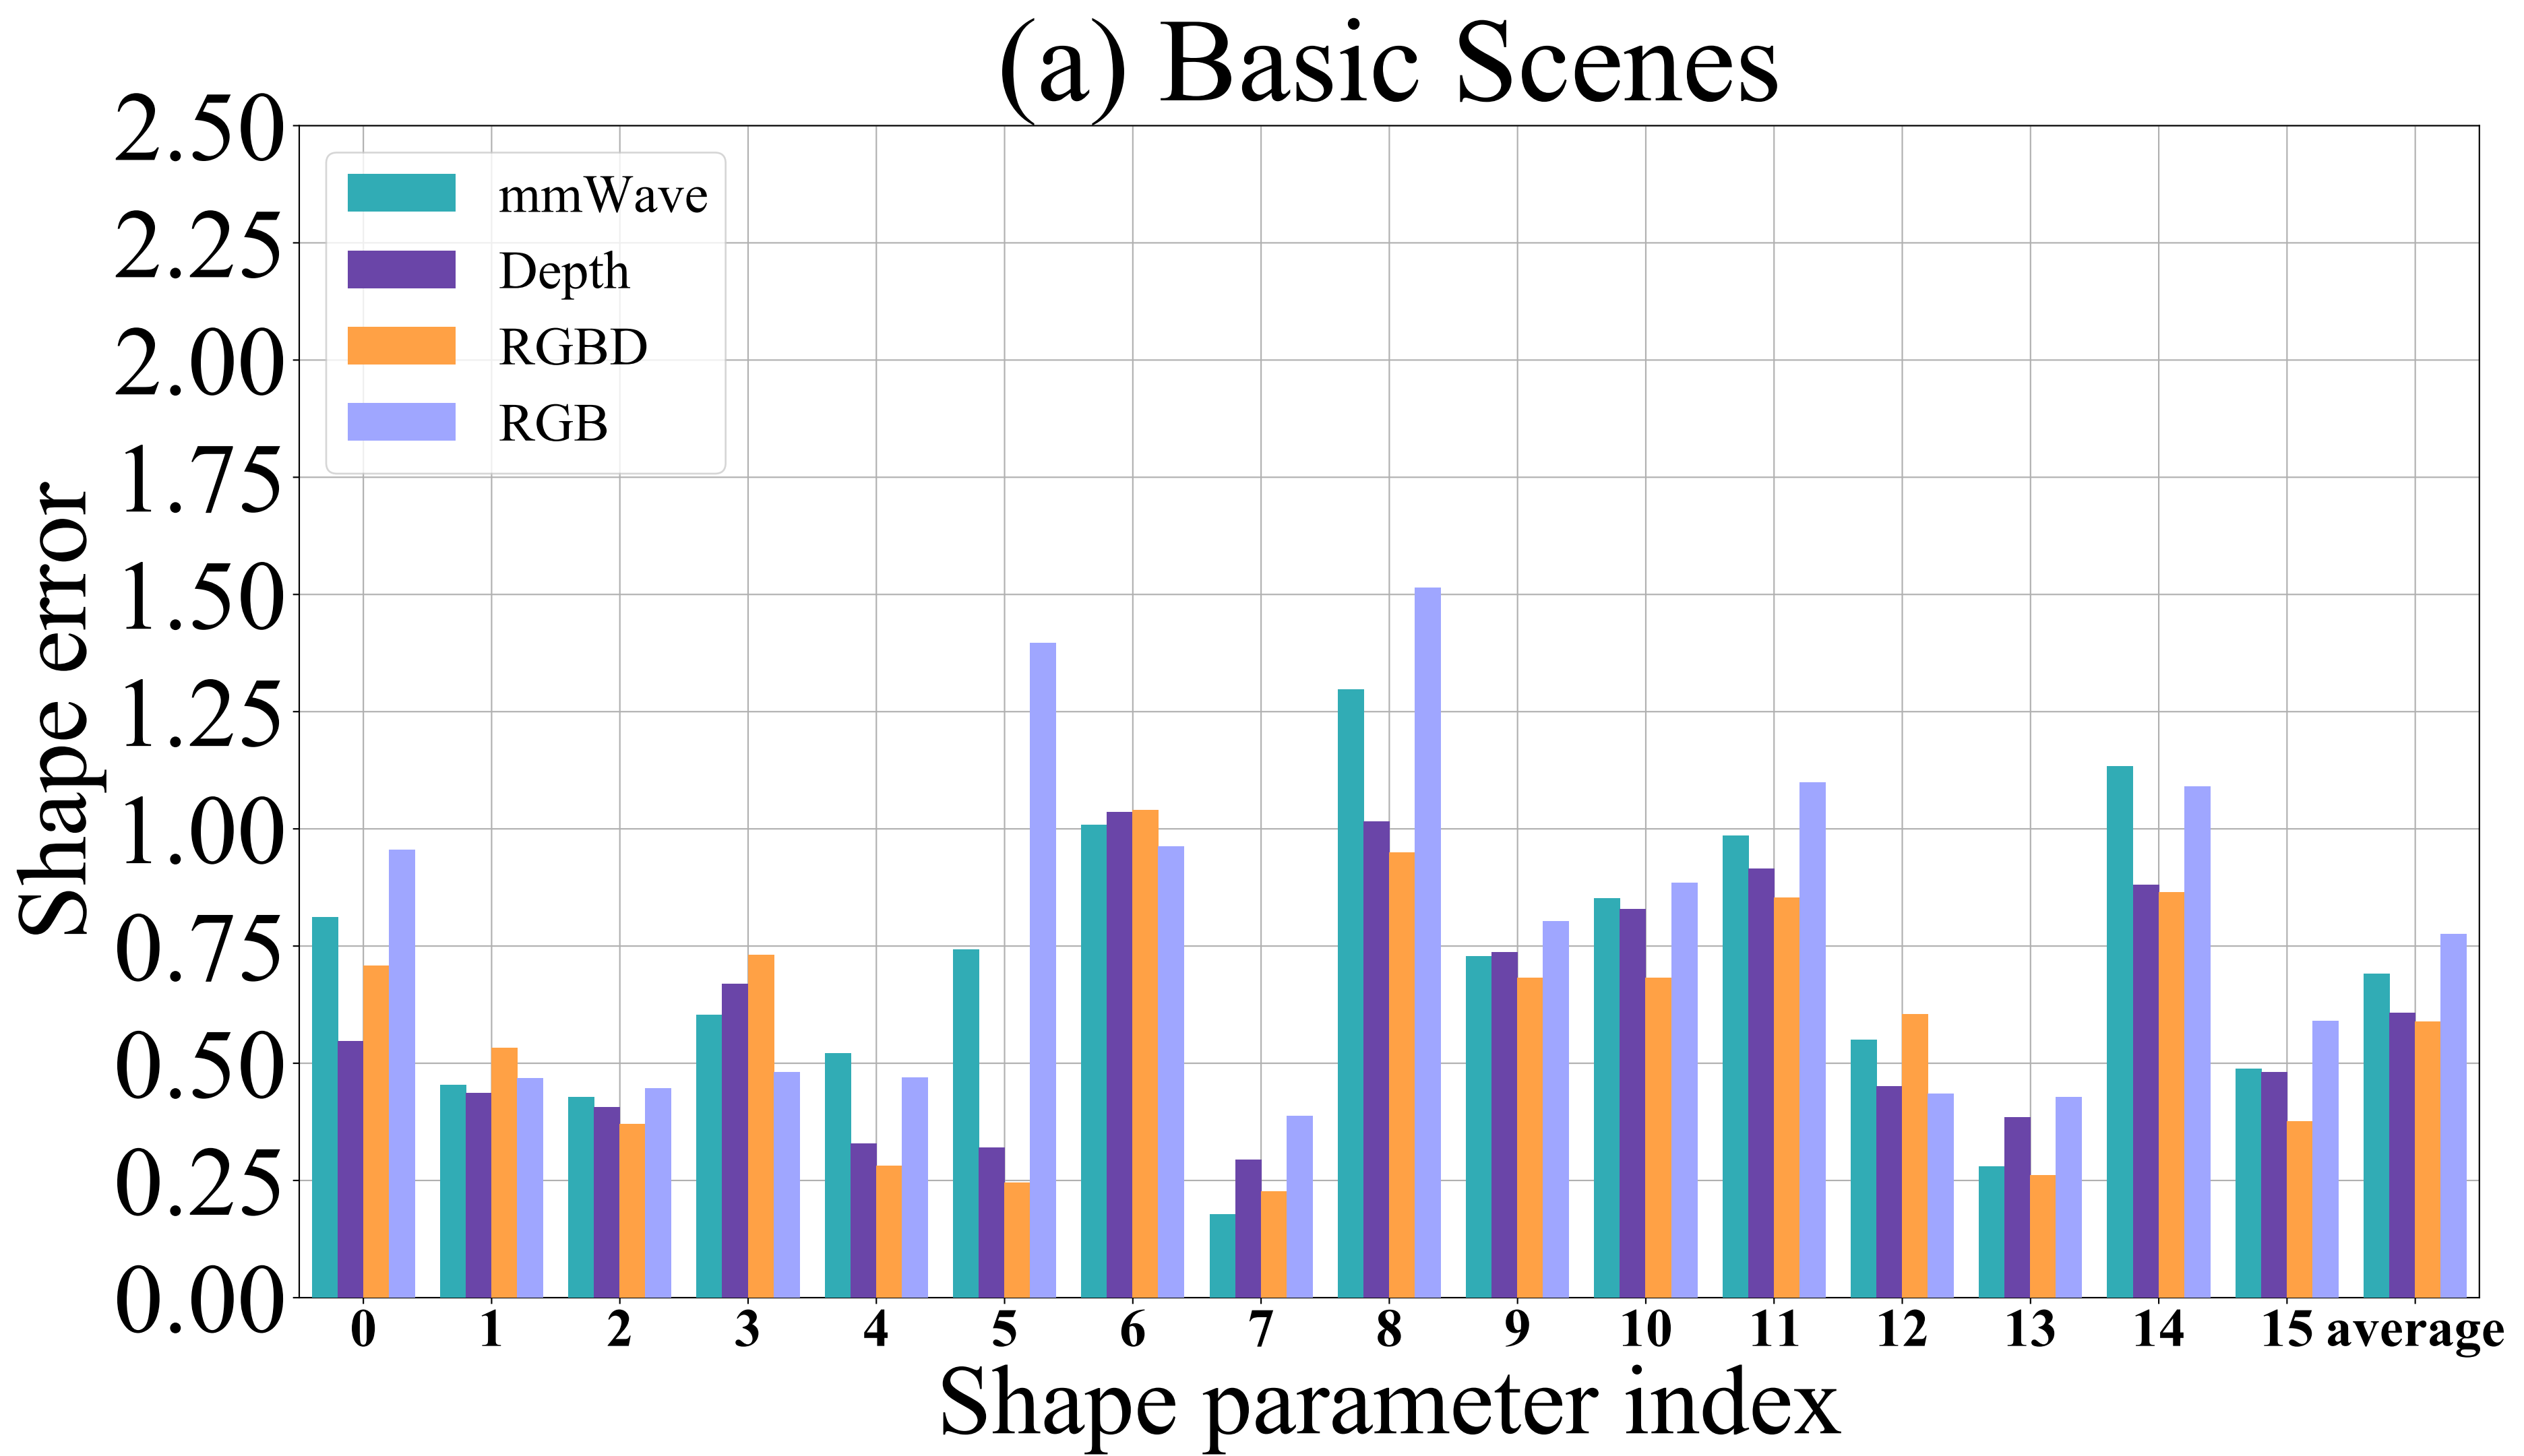 (a) Basic Scenes
2.50
2.25
2.00
1.75
1.50
1.25
1.00
0.75
0.50
0.25
0.00
Shape error
mmWave
Depth
RGBD
RGB
0 1 2 3 4 5 6 7 8 9 10 11 12 13 14 15 average
Shape parameter index